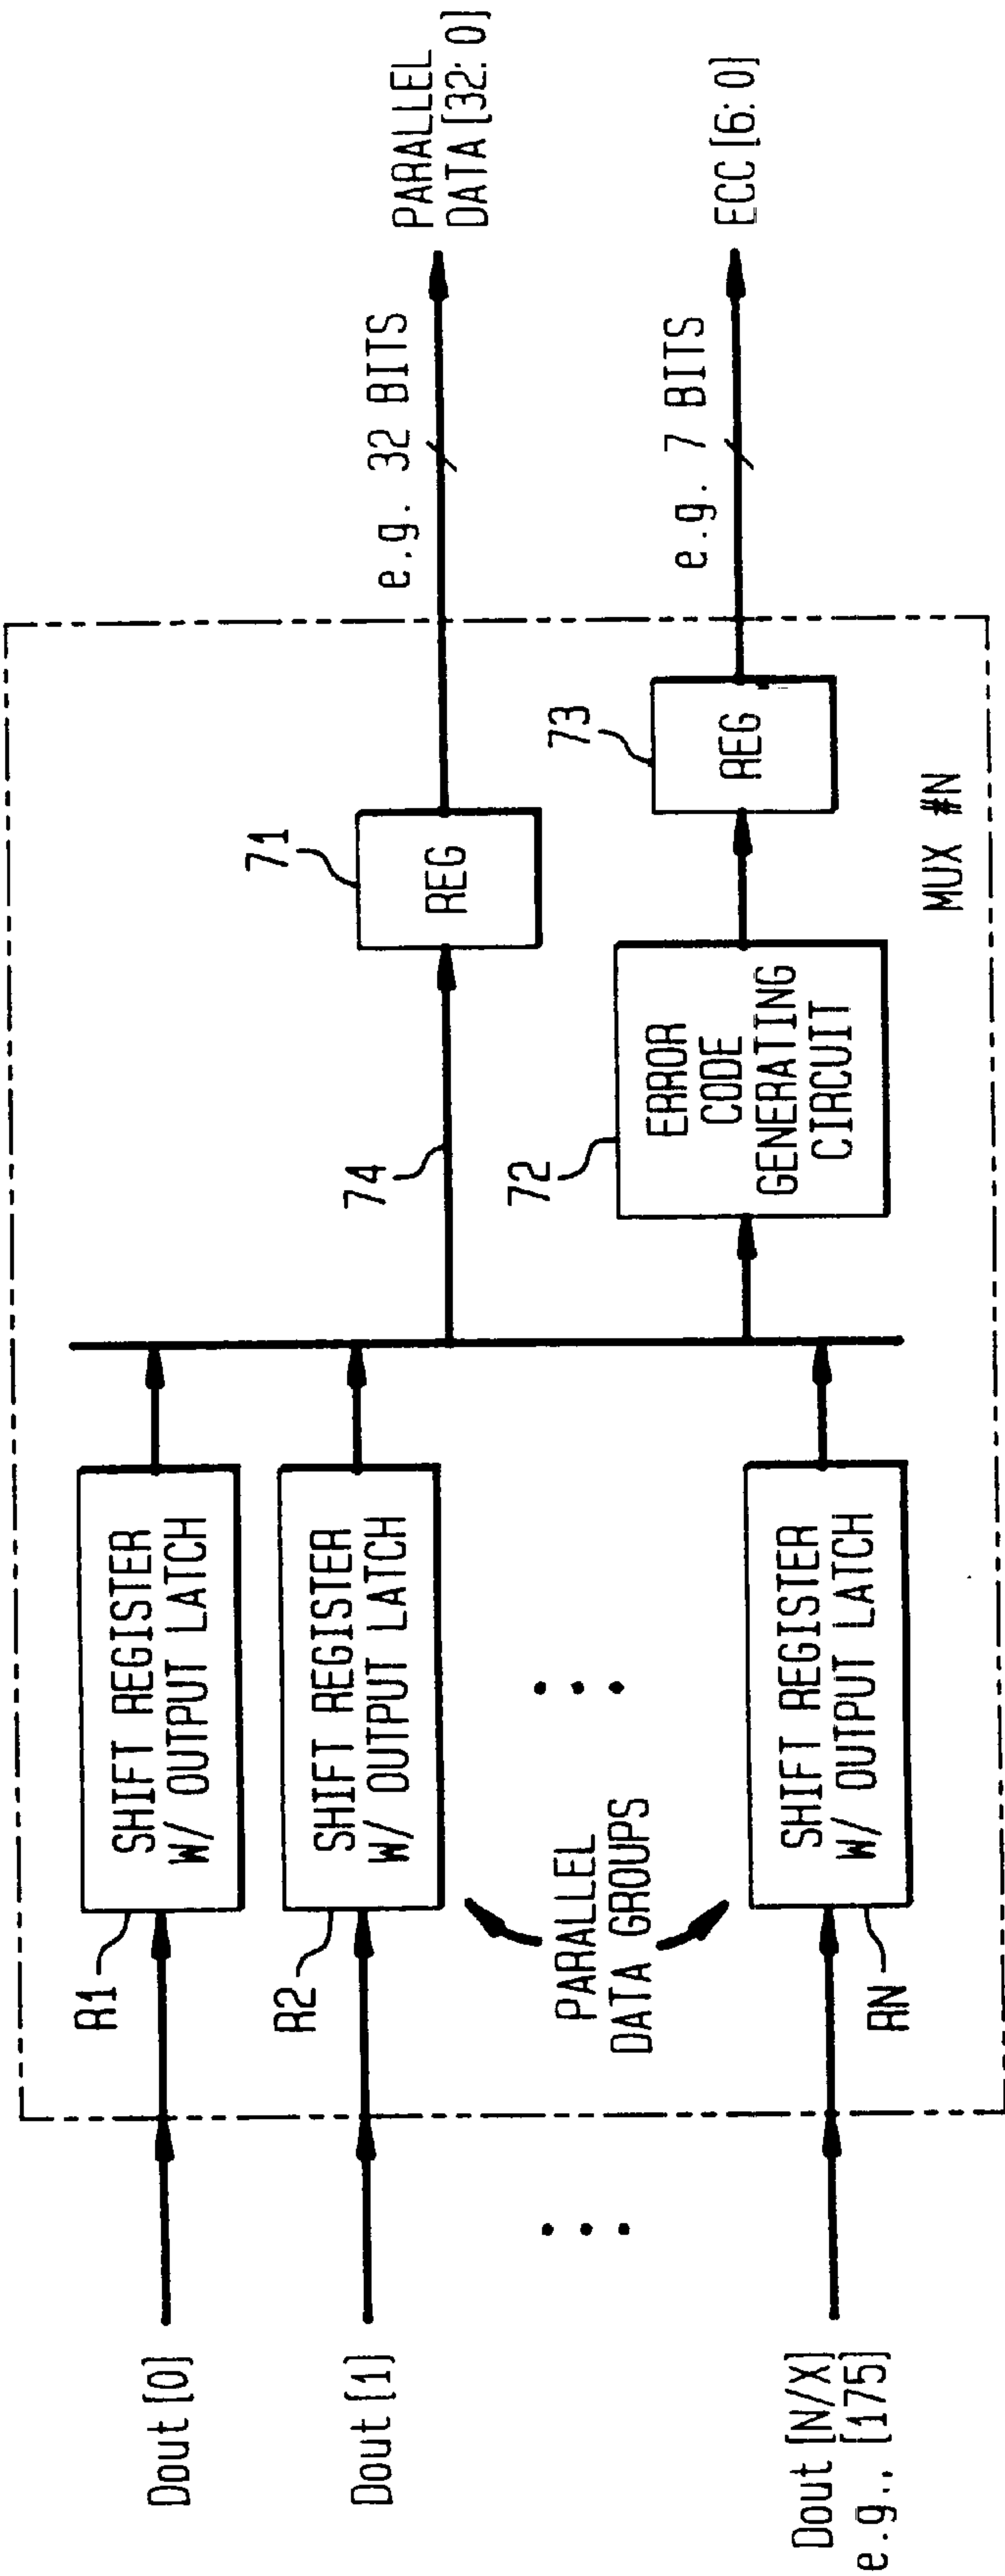 Dout [0]
Dout [1]
Dout [N/X]
e.g., [175]
R1
SHIFT REGISTER
W/ OUTPUT LATCH
R2
SHIFT REGISTER
W/ OUTPUT LATCH
PARALLEL
DATA GROUPS
RN
SHIFT REGISTER
W/ OUTPUT LATCH
74
71
REG
72
ERROR
CODE
GENERATING
CIRCUIT
73
REG
MUX #N
e.g. 32 BITS
PARALLEL
DATA [32: 0]
e.g. 7 BITS
ECC [6: 0]